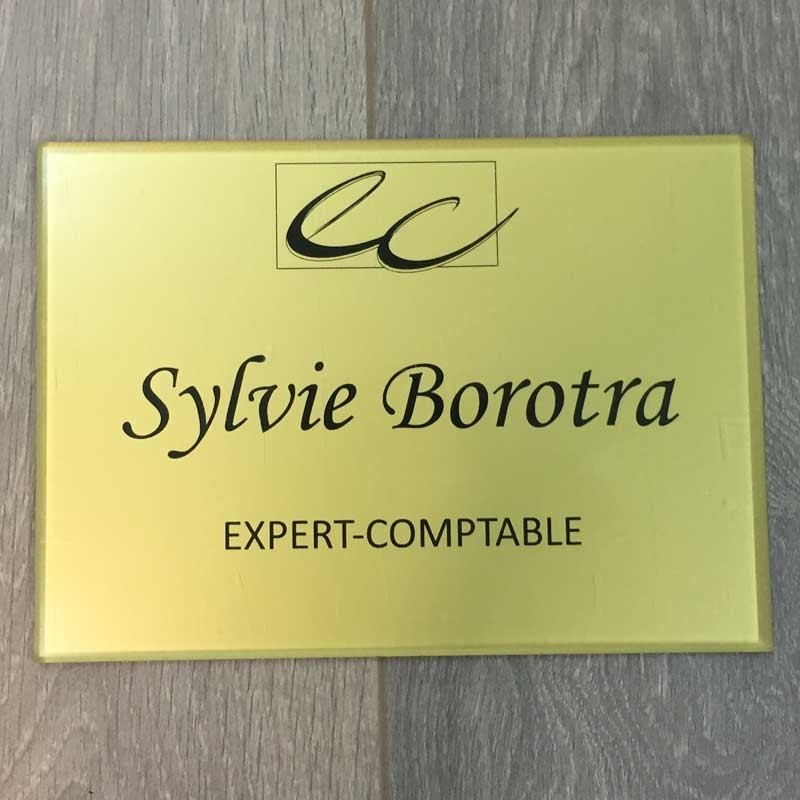 ec
Sylvie Borotra
EXPERT-COMPTABLE